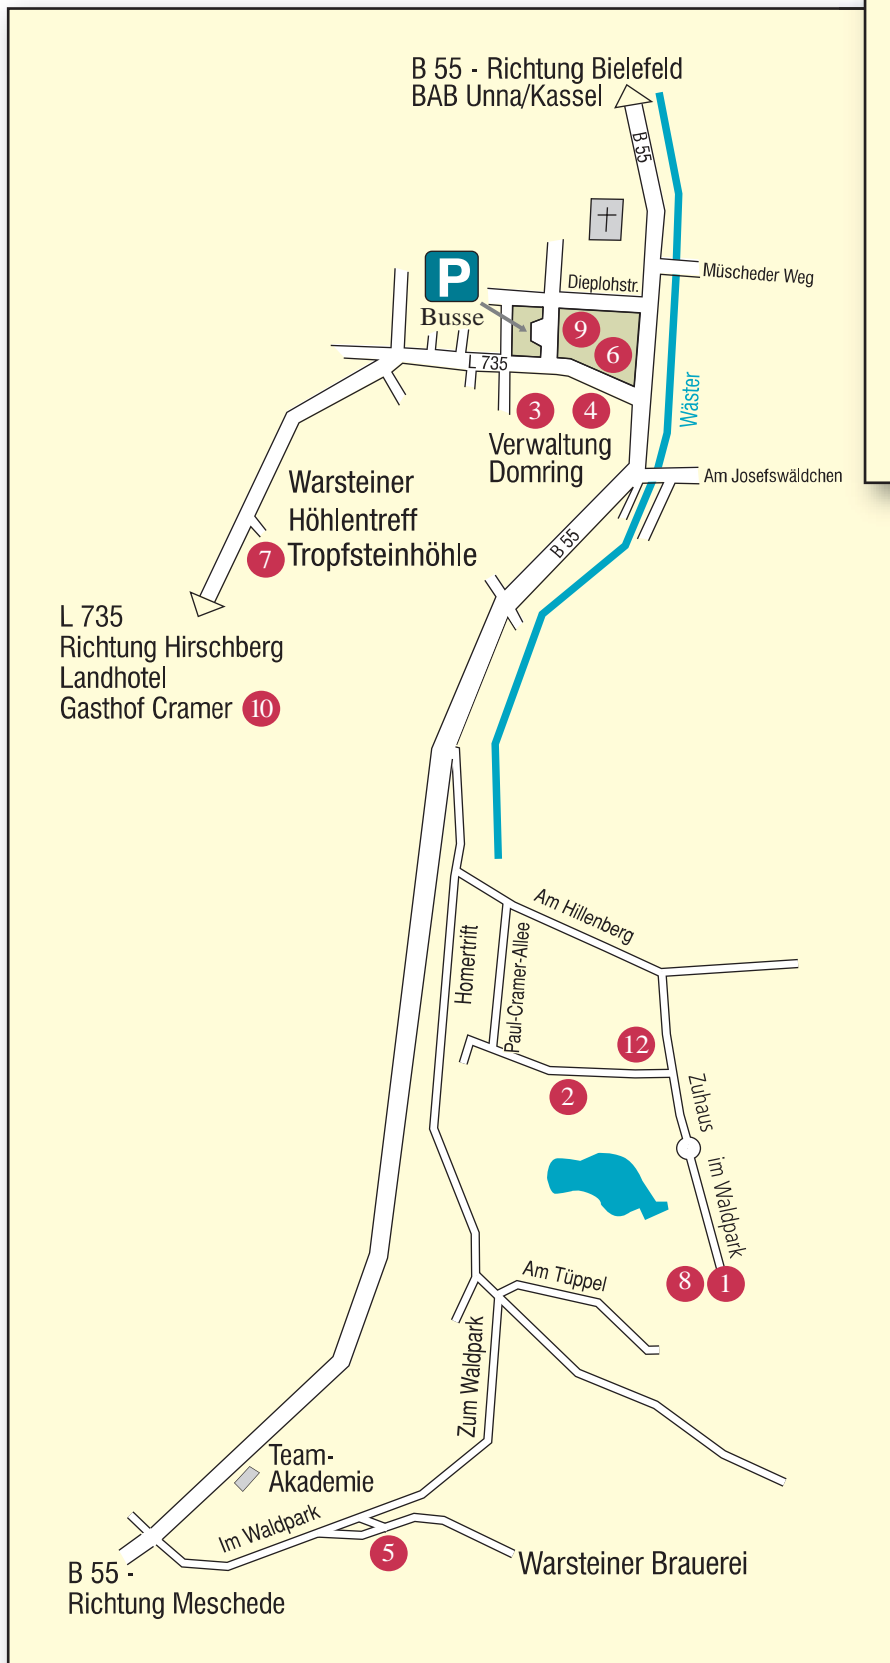 B 55 - Richtung Bielefeld
BAB Unna/Kassel
B 55
Müscheder Weg
Dieplohstr.
P
Busse
9
6
L 735
Wäster
3
4
Verwaltung
Domring
Am Josefswäldchen
Warsteiner
Höhlentreff
7 Tropfsteinhöhle
B 55
L 735
Richtung Hirschberg
Landhotel
Gasthof Cramer 10
Am Hillenberg
Homertrift
Paul-Cramer-Allee
12
2
Zuhaus
im Waldpark
8
1
Am Tüppel
Zum Waldpark
Team-
Akademie
Im Waldpark
5
Warsteiner Brauerei
B 55 -
Richtung Meschede